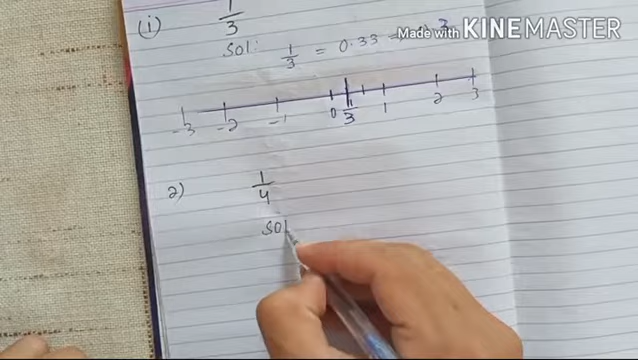 (i) 1/3
Made with KINEMASTER
Sol: 1/3 = 0.33
-3 -2 -1 0 1/3 1 2 3
2) 1/4
Sol